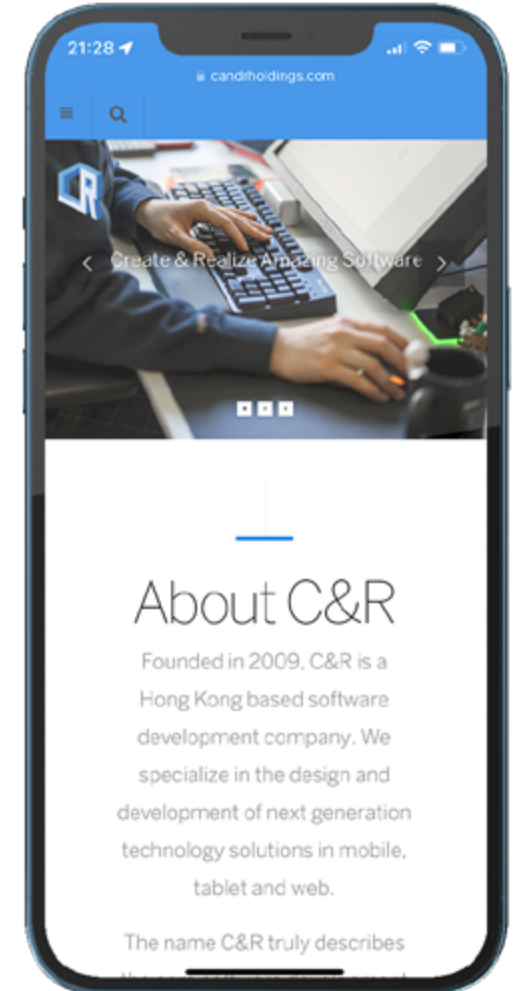 21:28
candrholdings.com
CR
Create & Realize Amazing Software
About C&R
Founded in 2009, C&R is a
Hong Kong based software
development company. We
specialize in the design and
development of next generation
technology solutions in mobile,
tablet and web.
The name C&R truly describes